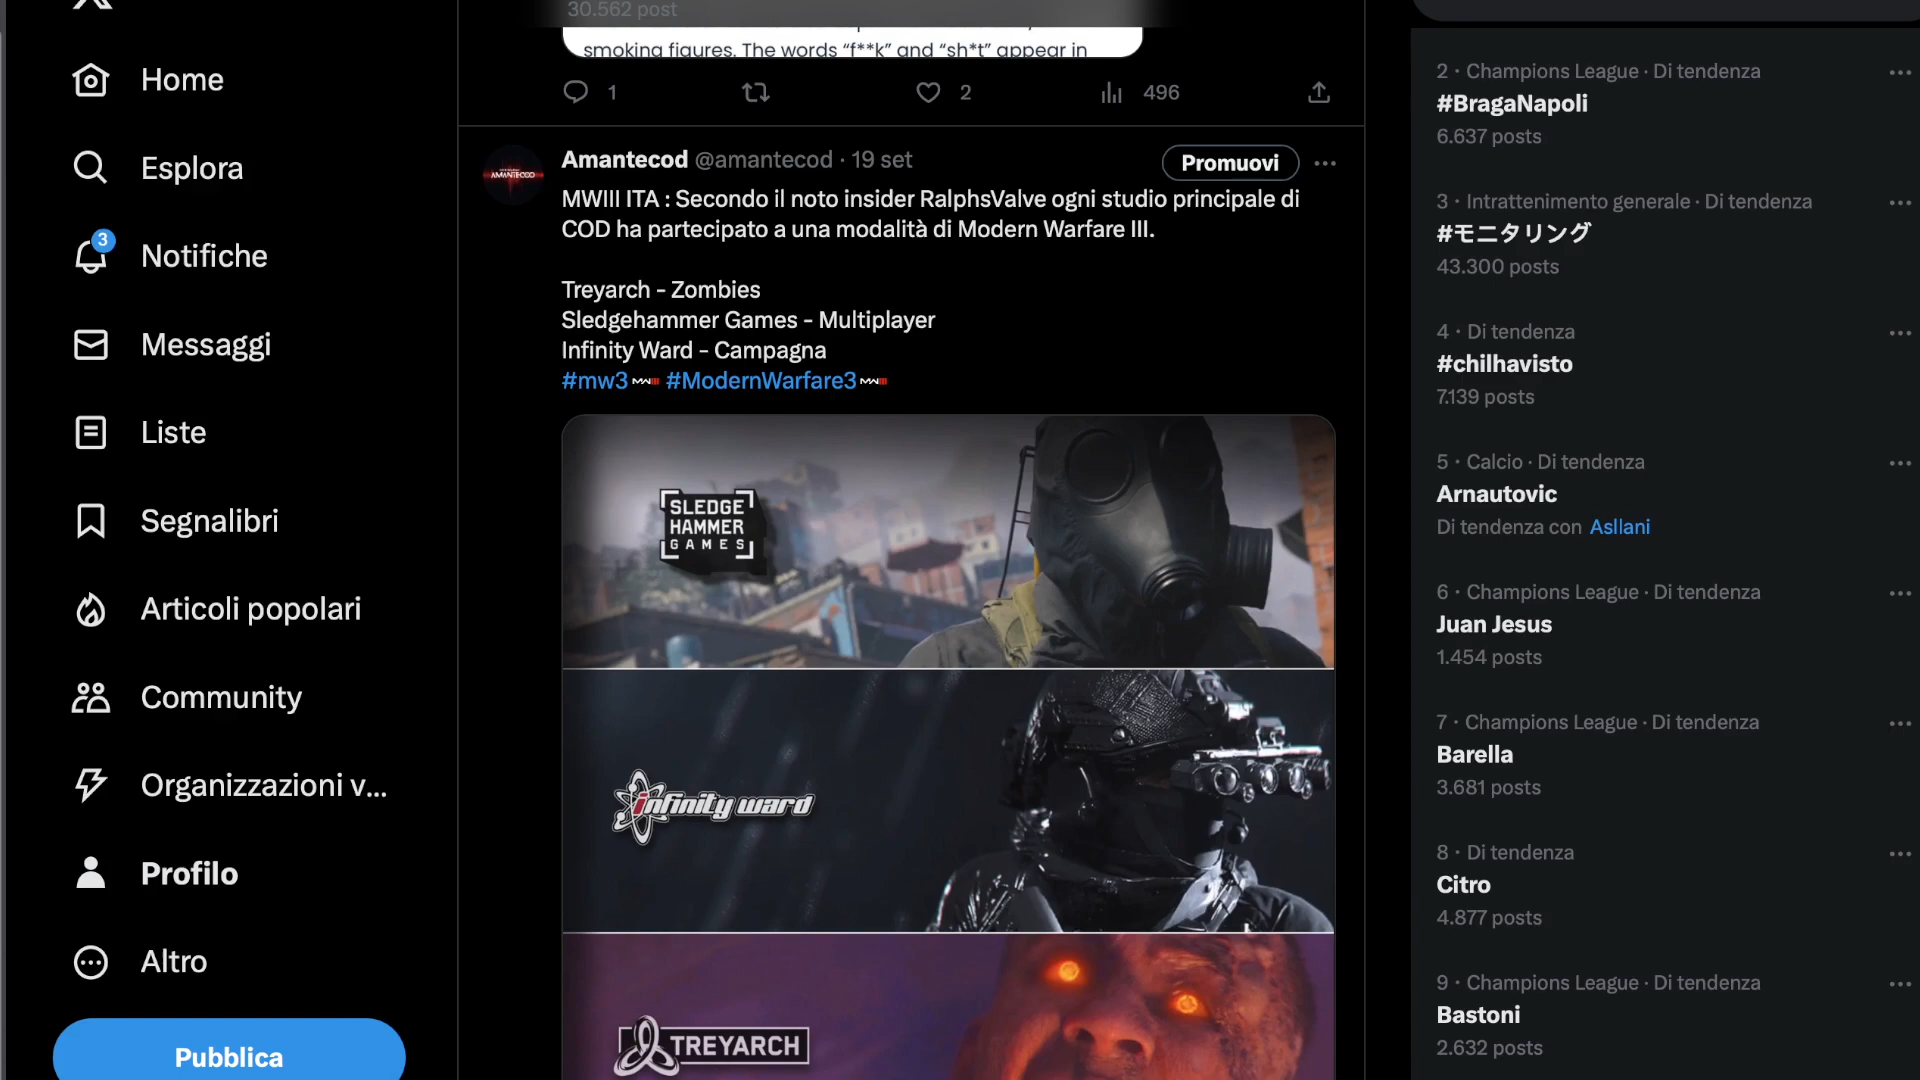 Home
Esplora
3
Notifiche
Messaggi
Liste
Segnalibri
Articoli popolari
Community
Organizzazioni v...
Profilo
Altro
Pubblica
30.562 post
smoking figures. The words “f**k” and “sh*t” appear in
1
2
496
Amantecod @amantecod · 19 set
Promuovi
MWIII ITA : Secondo il noto insider RalphsValve ogni studio principale di
COD ha partecipato a una modalità di Modern Warfare III.
Treyarch - Zombies
Sledgehammer Games - Multiplayer
Infinity Ward - Campagna
#mw3 #ModernWarfare3
AMANTECOD
SLEDGE
HAMMER
GAMES
infinity ward
TREYARCH
2 · Champions League · Di tendenza
#BragaNapoli
6.637 posts
3 · Intrattenimento generale · Di tendenza
#モニタリング
43.300 posts
4 · Di tendenza
#chilhavisto
7.139 posts
5 · Calcio · Di tendenza
Arnautovic
Di tendenza con Asllani
6 · Champions League · Di tendenza
Juan Jesus
1.454 posts
7 · Champions League · Di tendenza
Barella
3.681 posts
8 · Di tendenza
Citro
4.877 posts
9 · Champions League · Di tendenza
Bastoni
2.632 posts